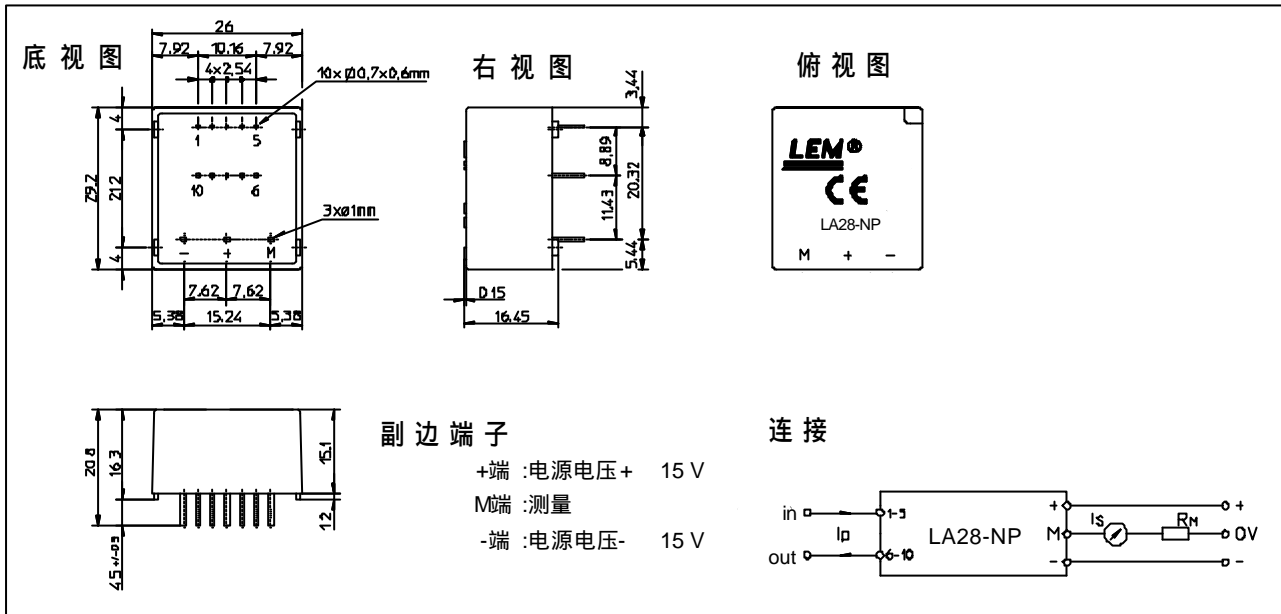 底视图
26
7.92 10.16 7.92
4×2,54
10×Ø0,7×0,6mm
4
29.2
21.2
4
1 5
10 6
3xø1mm
- + M
7.62 7,62
5,38 15.24 5,38
右视图
3,44
8,89
20.32
11.43
5.44
0 15
16.45
俯视图
LEM®
CE
LA28-NP
M + -
20 8
16.3
15.1
1 2
4 5 +/-0 5
副边端子
+端 :电源电压+ 15 V
M端 :测量
-端 :电源电压- 15 V
连接
in
Ip
out
1-5
6-10
LA28-NP
+
M
-
IS
RM
+
0V
-